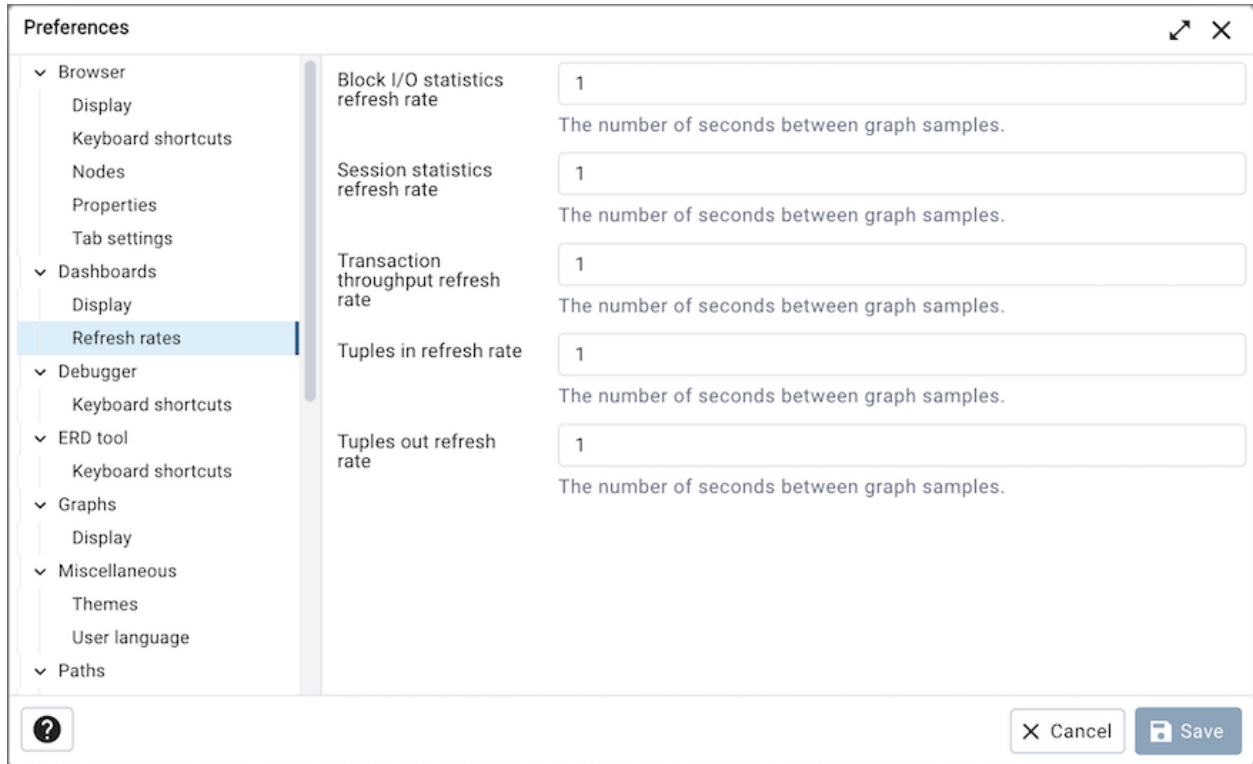 Preferences
Browser
Display
Keyboard shortcuts
Nodes
Properties
Tab settings
Dashboards
Display
Refresh rates
Debugger
Keyboard shortcuts
ERD tool
Keyboard shortcuts
Graphs
Display
Miscellaneous
Themes
User language
Paths
Block I/O statistics
refresh rate
1
The number of seconds between graph samples.
Session statistics
refresh rate
1
The number of seconds between graph samples.
Transaction
throughput refresh
rate
1
The number of seconds between graph samples.
Tuples in refresh rate
1
The number of seconds between graph samples.
Tuples out refresh
rate
1
The number of seconds between graph samples.
?
Cancel
Save